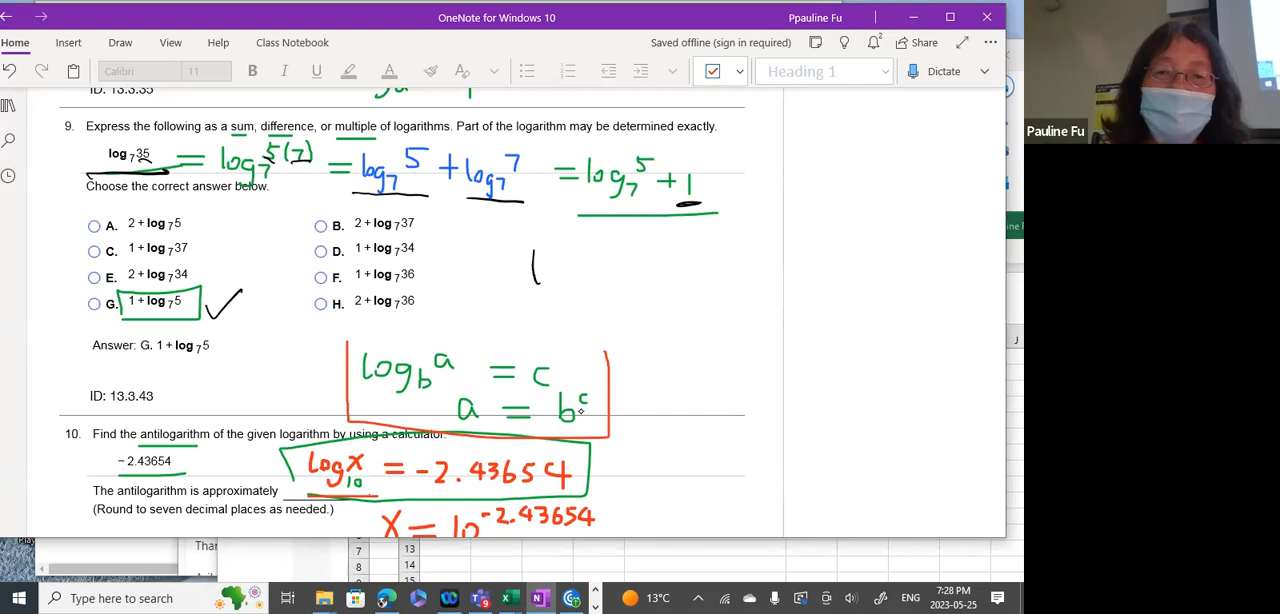 OneNote for Windows 10
Ppauline Fu
Home Insert Draw View Help Class Notebook
Saved offline (sign in required)
2
Share
Calibri 11
B I U
Heading 1
Dictate
ID: 13.3.35
9. Express the following as a sum, difference, or multiple of logarithms. Part of the logarithm may be determined exactly.
log 7 35 = log 7 5(7) = log 7 5 + log 7 7 = log 7 5 + 1
Choose the correct answer below.
A. 2 + log 7 5
B. 2 + log 7 37
C. 1 + log 7 37
D. 1 + log 7 34
E. 2 + log 7 34
F. 1 + log 7 36
G. 1 + log 7 5
H. 2 + log 7 36
Answer: G. 1 + log 7 5
log b a = c
a = b^c
ID: 13.3.43
10. Find the antilogarithm of the given logarithm by using a calculator.
− 2.43654
log 10 x = -2.43654
The antilogarithm is approximately
(Round to seven decimal places as needed.)
x = 10^-2.43654
Pauline Fu
J
Than
7
8
13
14
15
Type here to search
13°C
ENG
7:28 PM
2023-05-25